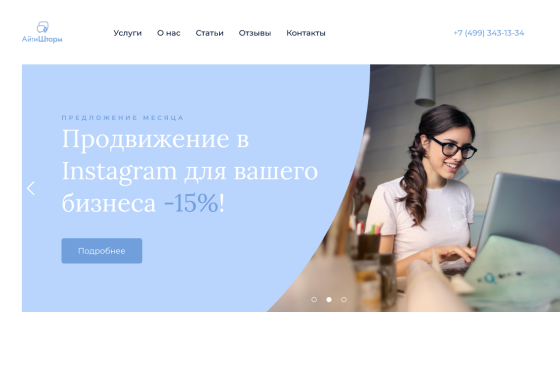 АйпиШторы
Услуги О нас Статьи Отзывы Контакты
+7 (499) 343-13-34
ПРЕДЛОЖЕНИЕ МЕСЯЦА
Продвижение в
Instagram для вашего
бизнеса -15%!
Подробнее